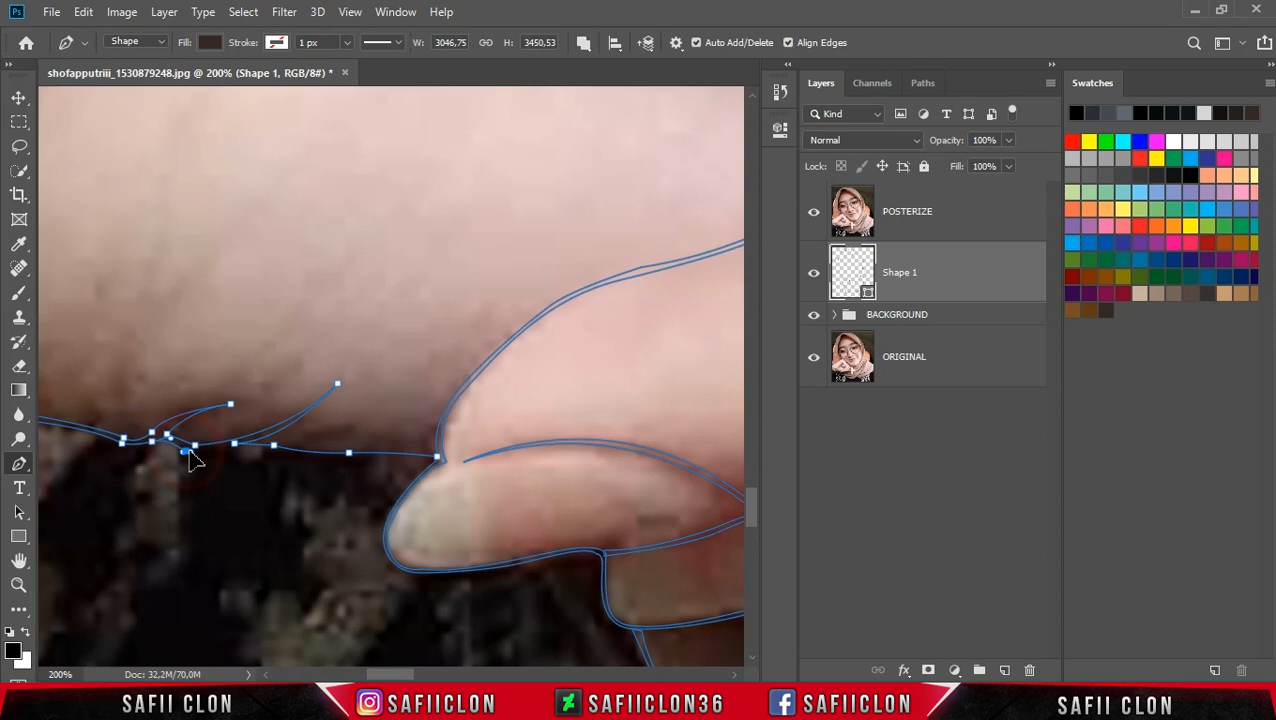 Ps File Edit Image Layer Type Select Filter 3D View Window Help
Shape Fill: Stroke: 1 px W: 3046,75 H: 3450,53 Auto Add/Delete Align Edges
shofapputriii_1530879248.jpg @ 200% (Shape 1, RGB/8#) *
Layers Channels Paths
Swatches
Kind
Normal Opacity: 100%
Lock: Fill: 100%
POSTERIZE
Shape 1
BACKGROUND
ORIGINAL
200% Doc: 32,2M/70,0M
SAFII CLON SAFIICLON SAFIICLON36 SAFIICLON SAFII CLON